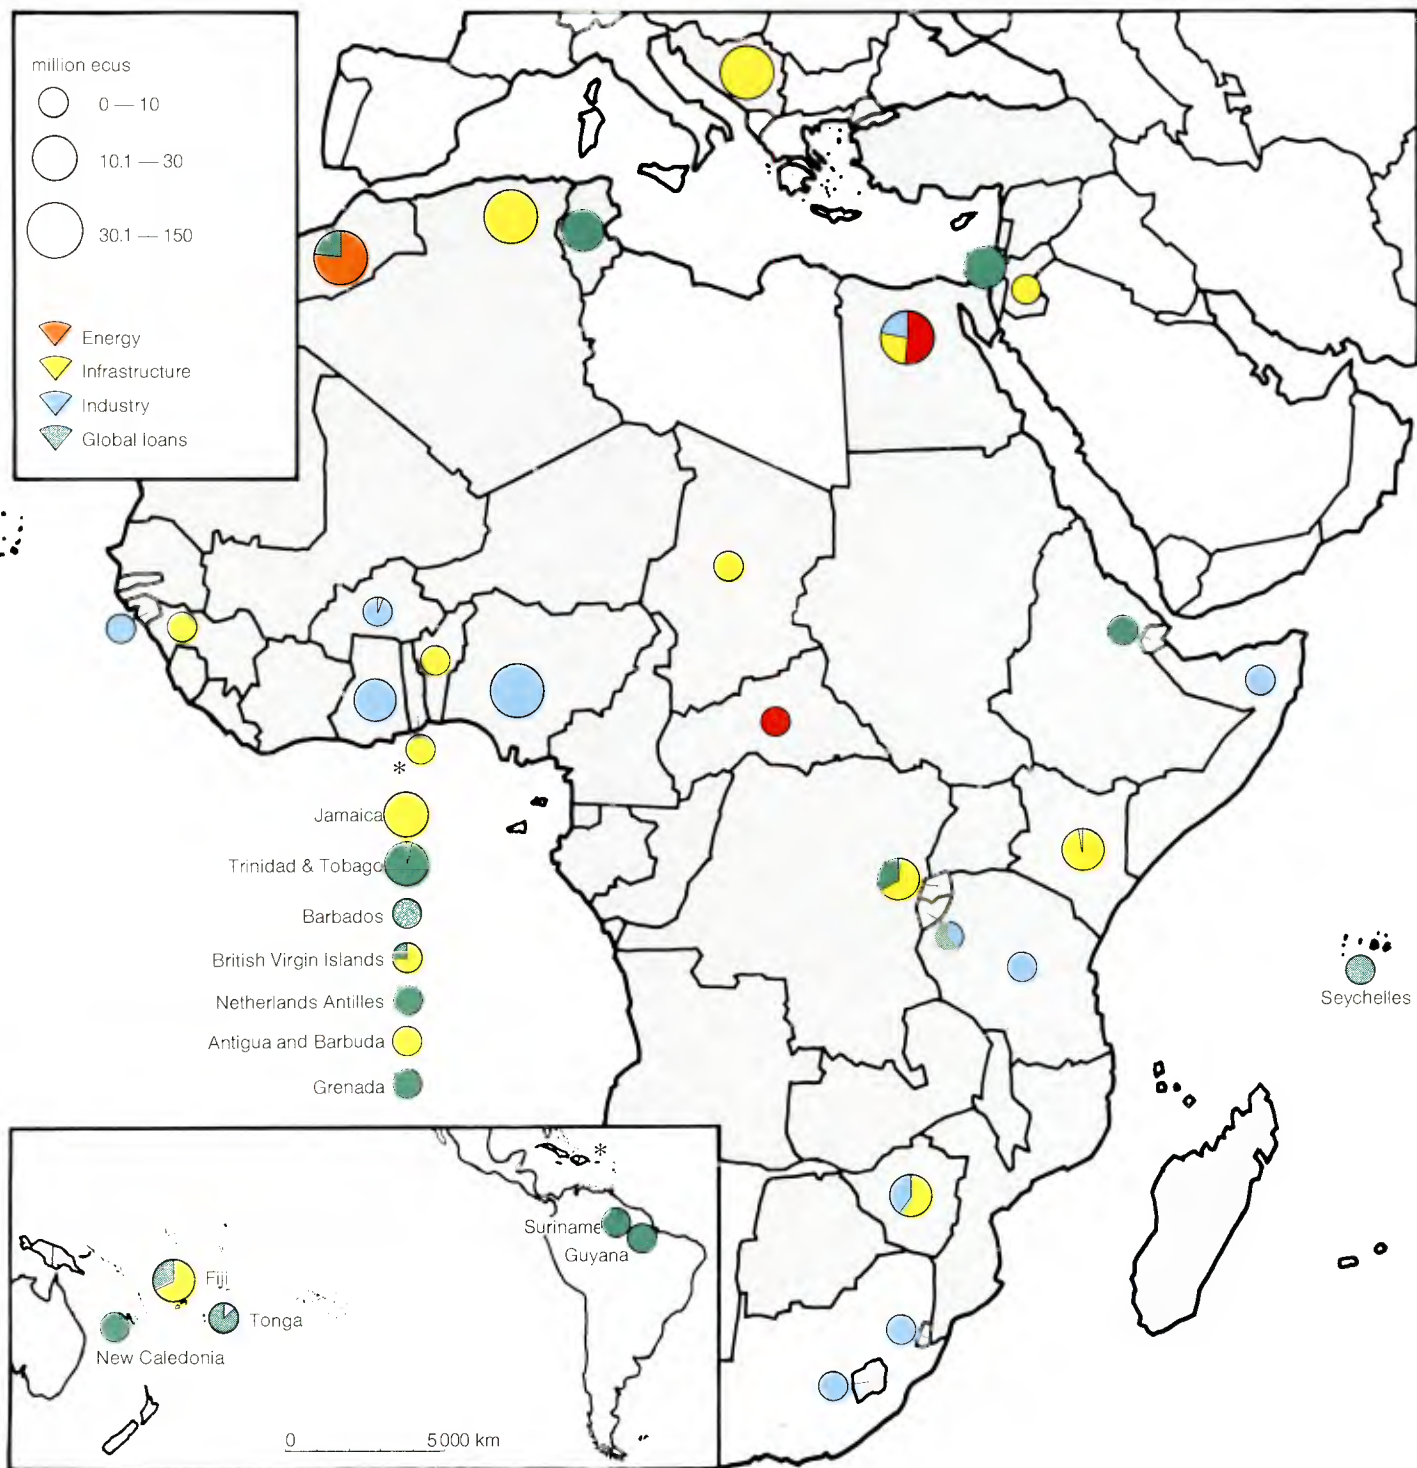 million ecus
0 — 10
10.1 — 30
30.1 — 150
Energy
Infrastructure
Industry
Global loans
*
Jamaica
Trinidad & Tobago
Barbados
British Virgin Islands
Netherlands Antilles
Antigua and Barbuda
Grenada
Seychelles
*
Suriname
Guyana
Fiji
Tonga
New Caledonia
0 5000 km